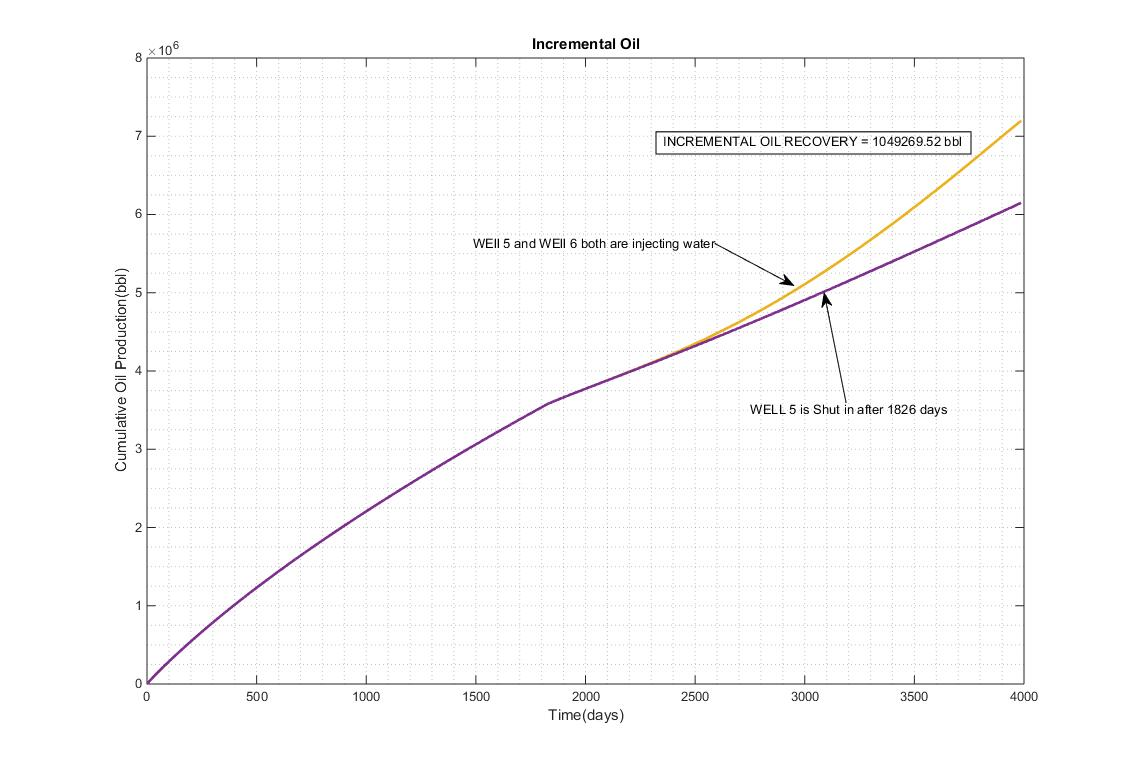 Incremental Oil
×10⁶
8
7
6
5
4
3
2
1
0
Cumulative Oil Production(bbl)
INCREMENTAL OIL RECOVERY = 1049269.52 bbl
WEll 5 and WEll 6 both are injecting water
WELL 5 is Shut in after 1826 days
0 500 1000 1500 2000 2500 3000 3500 4000
Time(days)